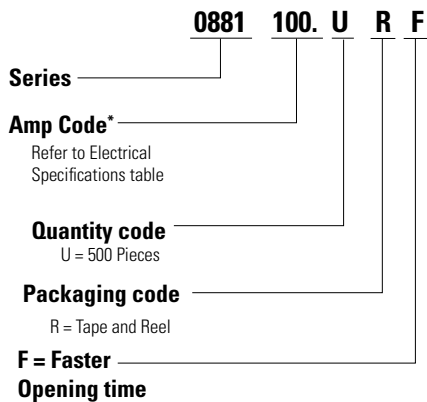 0881 100. U R F
Series
Amp Code*
Refer to Electrical
Specifications table
Quantity code
U = 500 Pieces
Packaging code
R = Tape and Reel
F = Faster
Opening time